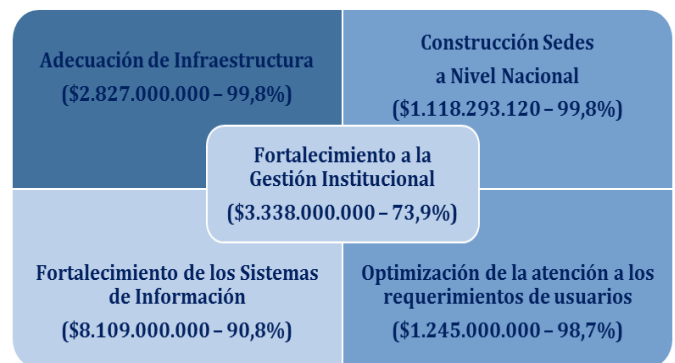 Adecuación de Infraestructura
($2.827.000.000 – 99,8%)
Construcción Sedes
a Nivel Nacional
($1.118.293.120 – 99,8%)
Fortalecimiento a la
Gestión Institucional
($3.338.000.000 – 73,9%)
Fortalecimiento de los Sistemas
de Información
($8.109.000.000 – 90,8%)
Optimización de la atención a los
requerimientos de usuarios
($1.245.000.000 – 98,7%)